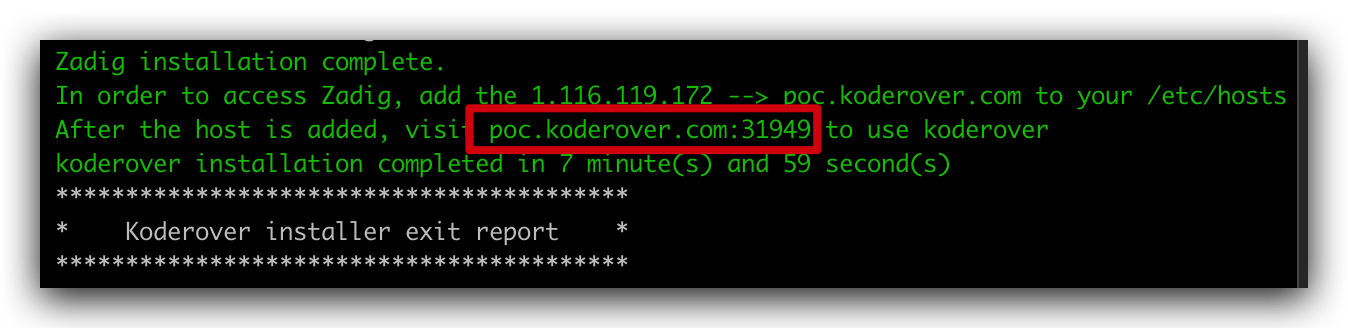 Zadig installation complete.
In order to access Zadig, add the 1.116.119.172 --> poc.koderover.com to your /etc/hosts
After the host is added, visit poc.koderover.com:31949 to use koderover
koderover installation completed in 7 minute(s) and 59 second(s)
*****************************************
*    Koderover installer exit report    *
*****************************************